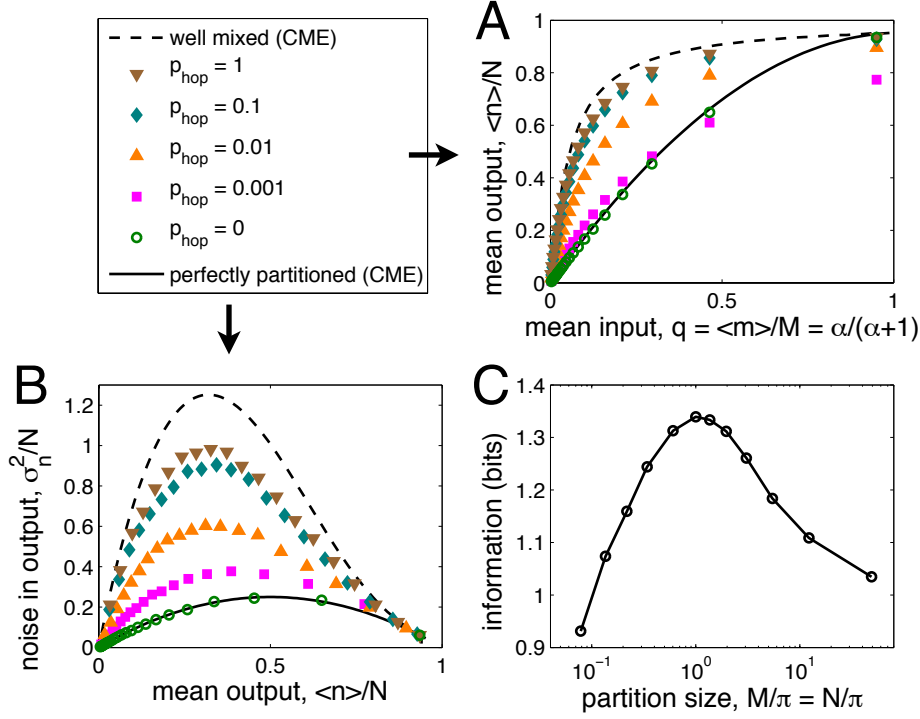 well mixed (CME)
p_hop = 1
p_hop = 0.1
p_hop = 0.01
p_hop = 0.001
p_hop = 0
perfectly partitioned (CME)
A
mean output, <n>/N
1
0.8
0.6
0.4
0.2
0
0
0.5
1
mean input, q = <m>/M = α/(α+1)
B
noise in output, σ_n^2/N
1.2
1
0.8
0.6
0.4
0.2
0
0
0.5
1
mean output, <n>/N
C
information (bits)
1.4
1.3
1.2
1.1
1
0.9
10^-1
10^0
10^1
partition size, M/π = N/π